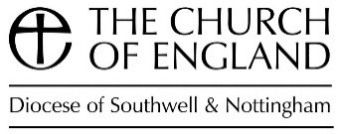 THE CHURCH
OF ENGLAND
Diocese of Southwell & Nottingham